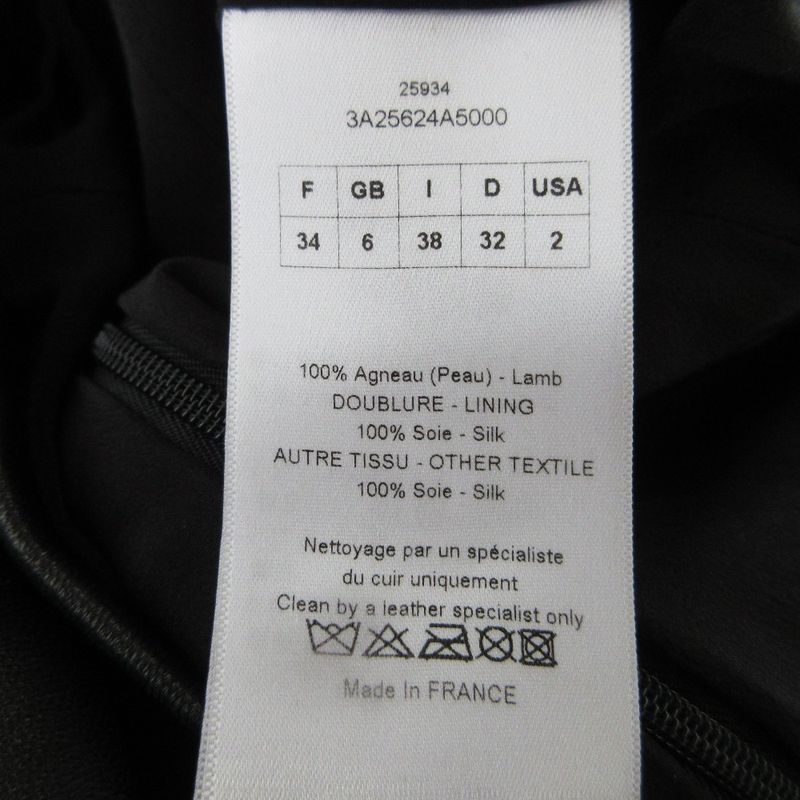 25934
3A25624A5000
F GB I D USA
34 6 38 32 2
100% Agneau (Peau) - Lamb
DOUBLURE - LINING
100% Soie - Silk
AUTRE TISSU - OTHER TEXTILE
100% Soie - Silk
Nettoyage par un spécialiste
du cuir uniquement
Clean by a leather specialist only
Made In FRANCE